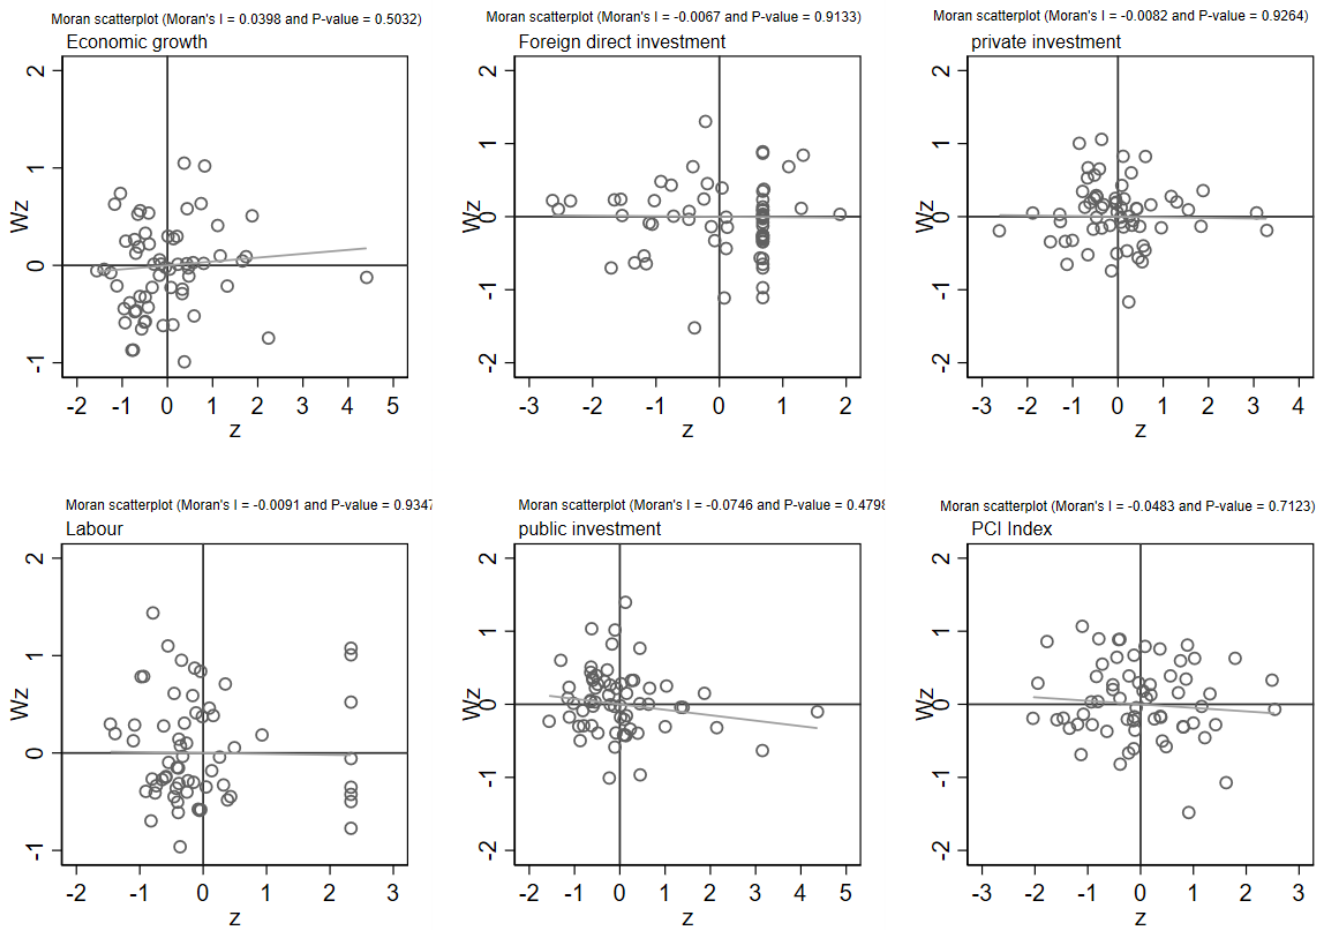 Moran scatterplot (Moran's I = 0.0398 and P-value = 0.5032)
Economic growth
2
1
0
-1
Wz
-2 -1 0 1 2 3 4 5
z
Moran scatterplot (Moran's I = -0.0067 and P-value = 0.9133)
Foreign direct investment
2
1
0
-1
-2
Wz
-3 -2 -1 0 1 2
z
Moran scatterplot (Moran's I = -0.0082 and P-value = 0.9264)
private investment
2
1
0
-1
-2
Wz
-3 -2 -1 0 1 2 3 4
z
Moran scatterplot (Moran's I = -0.0091 and P-value = 0.9347
Labour
2
1
0
-1
Wz
-2 -1 0 1 2 3
z
Moran scatterplot (Moran's I = -0.0746 and P-value = 0.4798
public investment
2
1
0
-1
-2
Wz
-2 -1 0 1 2 3 4 5
z
Moran scatterplot (Moran's I = -0.0483 and P-value = 0.7123)
PCI Index
2
1
0
-1
-2
Wz
-3 -2 -1 0 1 2 3
z